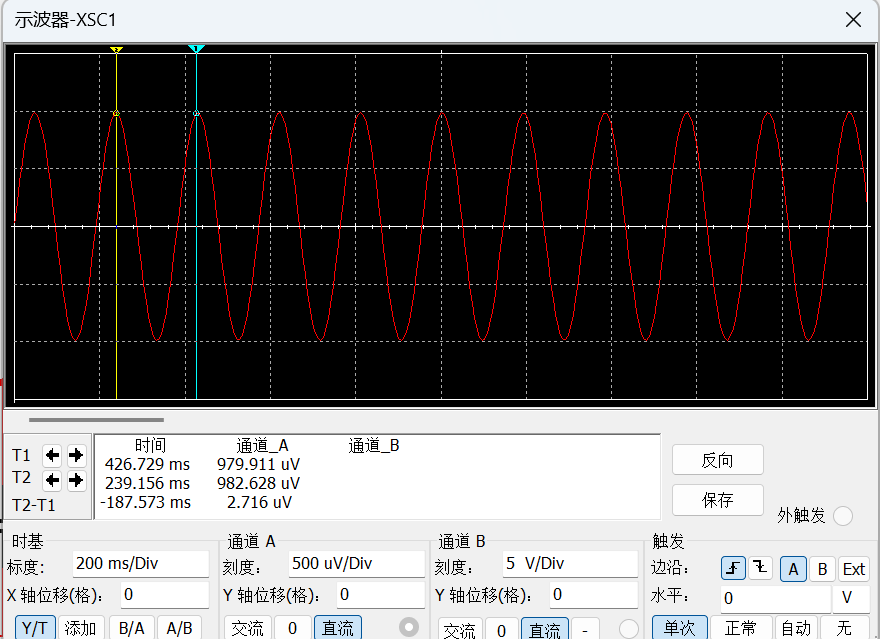 示波器-XSC1
时间 通道_A 通道_B
T1 426.729 ms 979.911 uV
T2 239.156 ms 982.628 uV
T2-T1 -187.573 ms 2.716 uV
反向
保存
外触发
时基 通道 A 通道 B 触发
标度: 200 ms/Div 刻度: 500 uV/Div 刻度: 5 V/Div 边沿: A B Ext
X 轴位移(格): 0 Y 轴位移(格): 0 Y 轴位移(格): 0 水平: 0 V
Y/T 添加 B/A A/B 交流 0 直流 交流 0 直流 - 单次 正常 自动 无